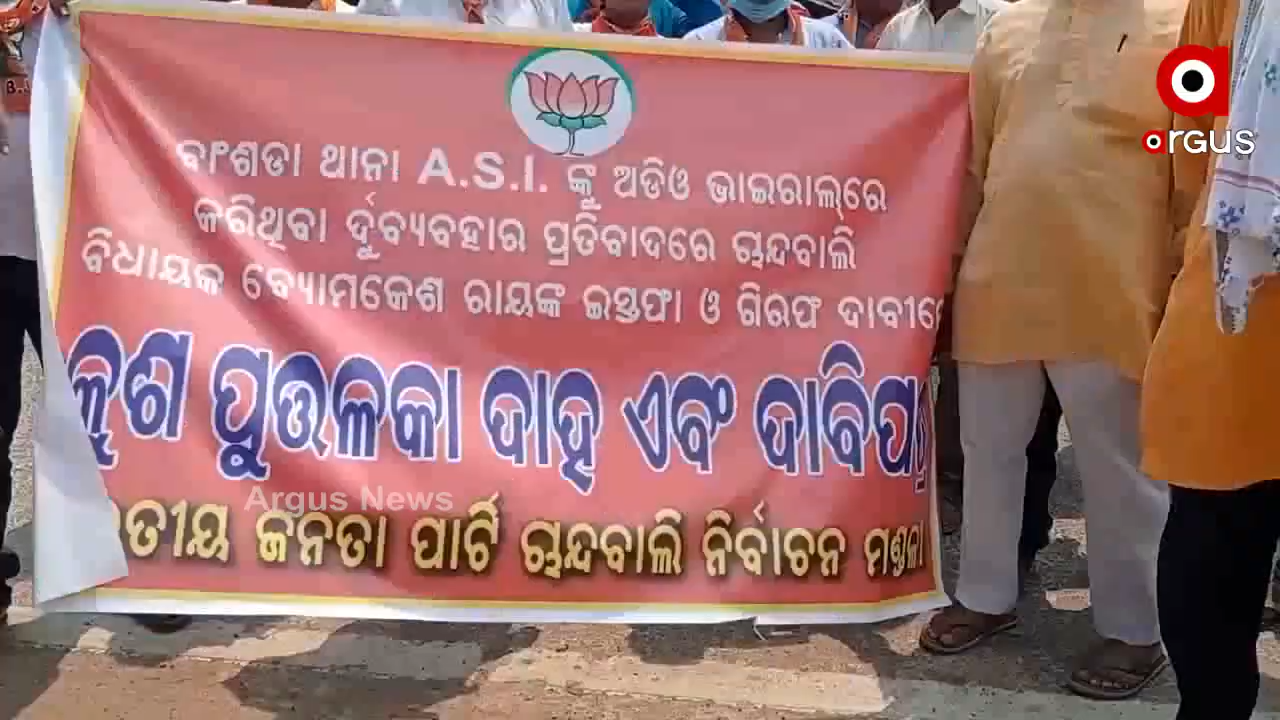 ବାଂଶଡା ଥାନା A.S.I. ଙ୍କୁ ଅଡିଓ ଭାଇରାଲ୍‌ରେ
କରିଥିବା ର୍ଦୁବ୍ୟବହାର ପ୍ରତିବାଦରେ ଚାନ୍ଦବାଲି
ବିଧାୟକ ବ୍ୟୋମକେଶ ରାୟଙ୍କ ଇସ୍ତଫା ଓ ଗିରଫ ଦାବୀରେ
କୁଶ ପୁତ୍ତଳିକା ଦାହ ଏବଂ ଦାବିପତ୍ର
ଜନତା ପାର୍ଟି ଚାନ୍ଦବାଲି ନିର୍ବାଚନ ମଣ୍ଡଳୀ
argus
Argus News